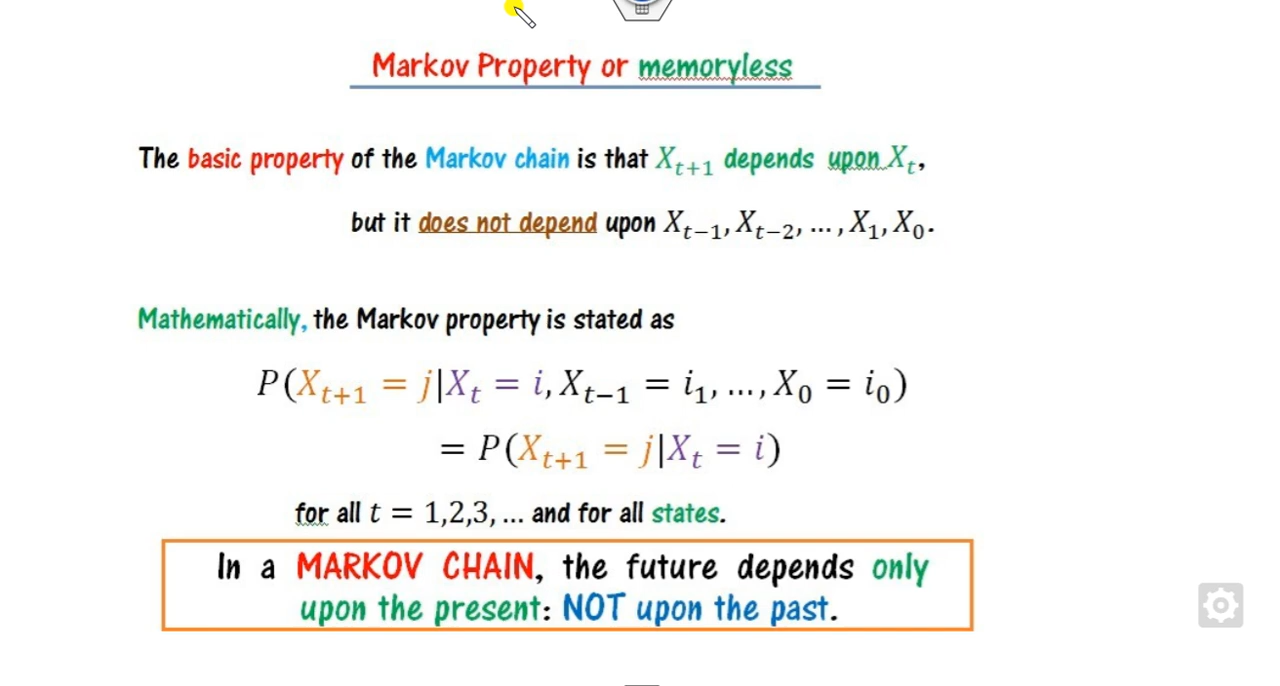 Markov Property or memoryless
The basic property of the Markov chain is that X_{t+1} depends upon X_t,
but it does not depend upon X_{t−1}, X_{t−2}, … , X_1, X_0.
Mathematically, the Markov property is stated as
P(X_{t+1} = j|X_t = i, X_{t−1} = i_1, … , X_0 = i_0)
= P(X_{t+1} = j|X_t = i)
for all t = 1,2,3, … and for all states.
In a MARKOV CHAIN, the future depends only
upon the present: NOT upon the past.